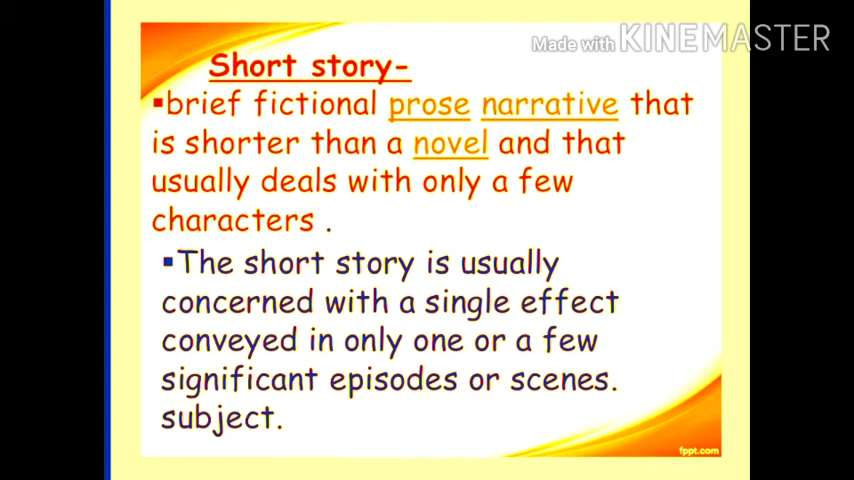 Made with KINEMASTER
Short story-
▪brief fictional prose narrative that
is shorter than a novel and that
usually deals with only a few
characters .
▪The short story is usually
concerned with a single effect
conveyed in only one or a few
significant episodes or scenes.
subject.
fppt.com